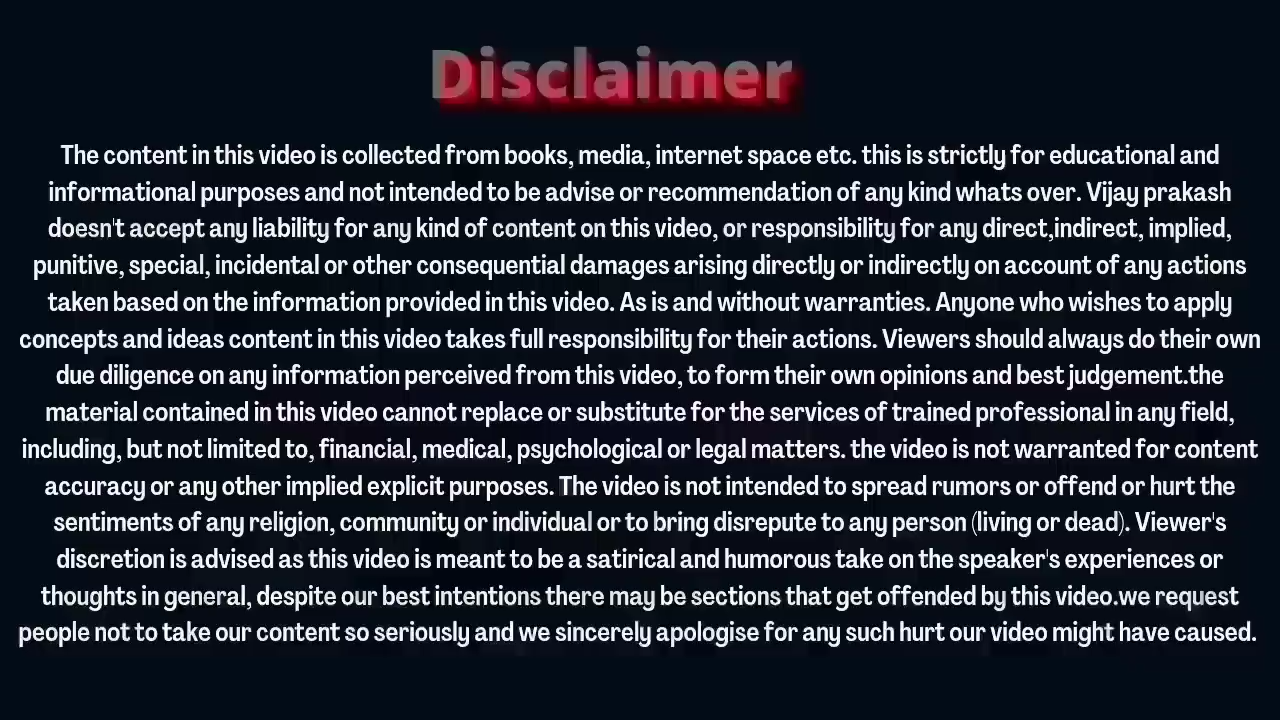 Disclaimer
The content in this video is collected from books, media, internet space etc. this is strictly for educational and
informational purposes and not intended to be advise or recommendation of any kind whats over. Vijay prakash
doesn't accept any liability for any kind of content on this video, or responsibility for any direct,indirect, implied,
punitive, special, incidental or other consequential damages arising directly or indirectly on account of any actions
taken based on the information provided in this video. As is and without warranties. Anyone who wishes to apply
concepts and ideas content in this video takes full responsibility for their actions. Viewers should always do their own
due diligence on any information perceived from this video, to form their own opinions and best judgement.the
material contained in this video cannot replace or substitute for the services of trained professional in any field,
including, but not limited to, financial, medical, psychological or legal matters. the video is not warranted for content
accuracy or any other implied explicit purposes. The video is not intended to spread rumors or offend or hurt the
sentiments of any religion, community or individual or to bring disrepute to any person (living or dead). Viewer's
discretion is advised as this video is meant to be a satirical and humorous take on the speaker's experiences or
thoughts in general, despite our best intentions there may be sections that get offended by this video.we request
people not to take our content so seriously and we sincerely apologise for any such hurt our video might have caused.